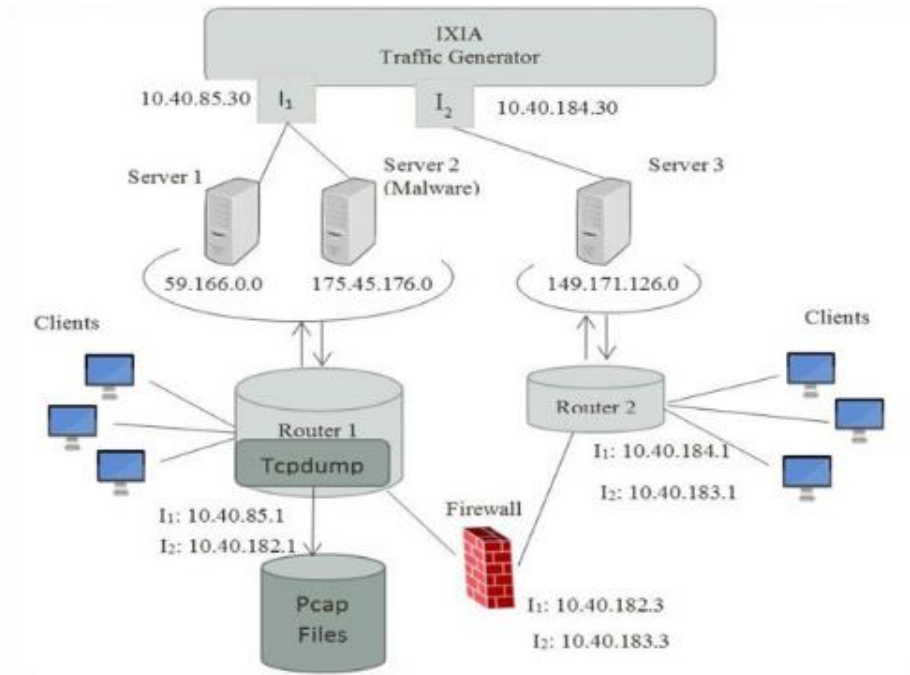 IXIA
Traffic Generator
10.40.85.30
I1
I2
10.40.184.30
Server 1
Server 2
(Malware)
Server 3
59.166.0.0
175.45.176.0
149.171.126.0
Clients
Clients
Router 1
Tcpdump
Router 2
I1: 10.40.184.1
I2: 10.40.183.1
I1: 10.40.85.1
I2: 10.40.182.1
Firewall
Pcap
Files
I1: 10.40.182.3
I2: 10.40.183.3